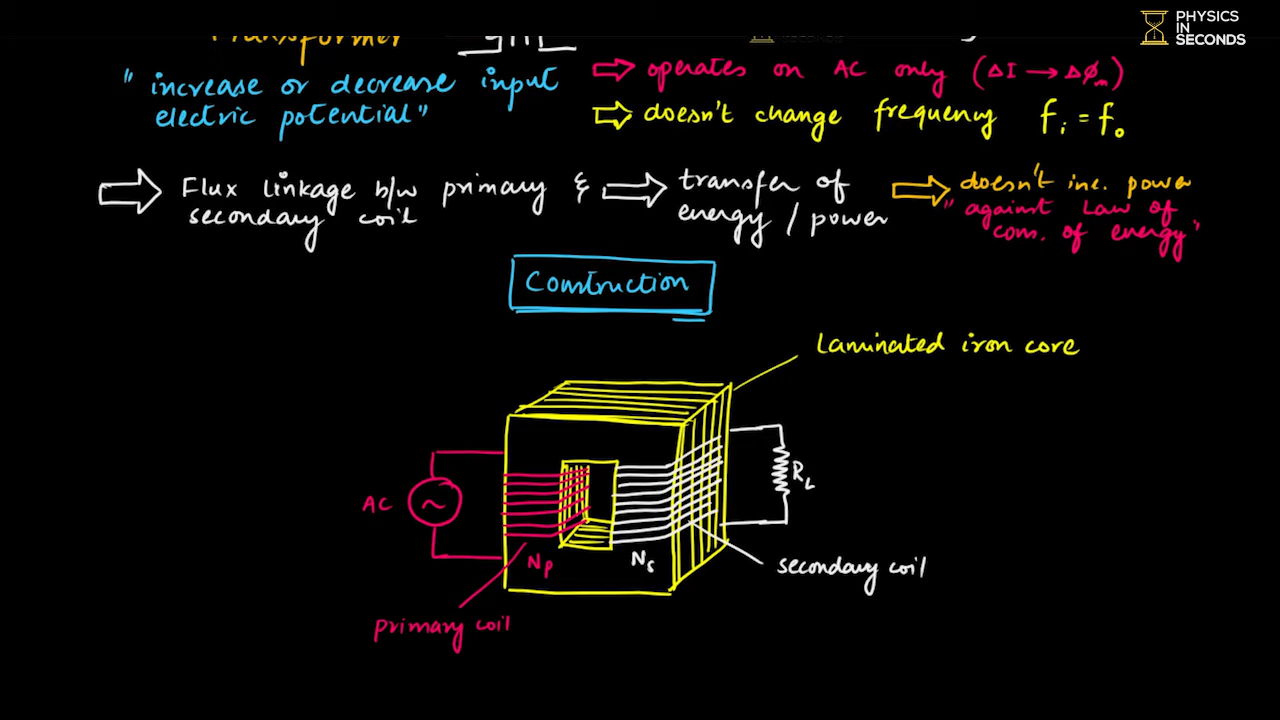 PHYSICS
IN
SECONDS
Transformer
" increase or decrease input
electric potential "
⇒ operates on AC only (ΔI → Δϕm)
⇒ doesn't change frequency fi = fo
⇒ Flux linkage b/w primary &
secondary coil
⇒ transfer of
energy / power
⇒ doesn't inc. power
" against Law of
con. of energy "
Construction
Laminated iron core
AC
Np
Ns
RL
secondary coil
primary coil